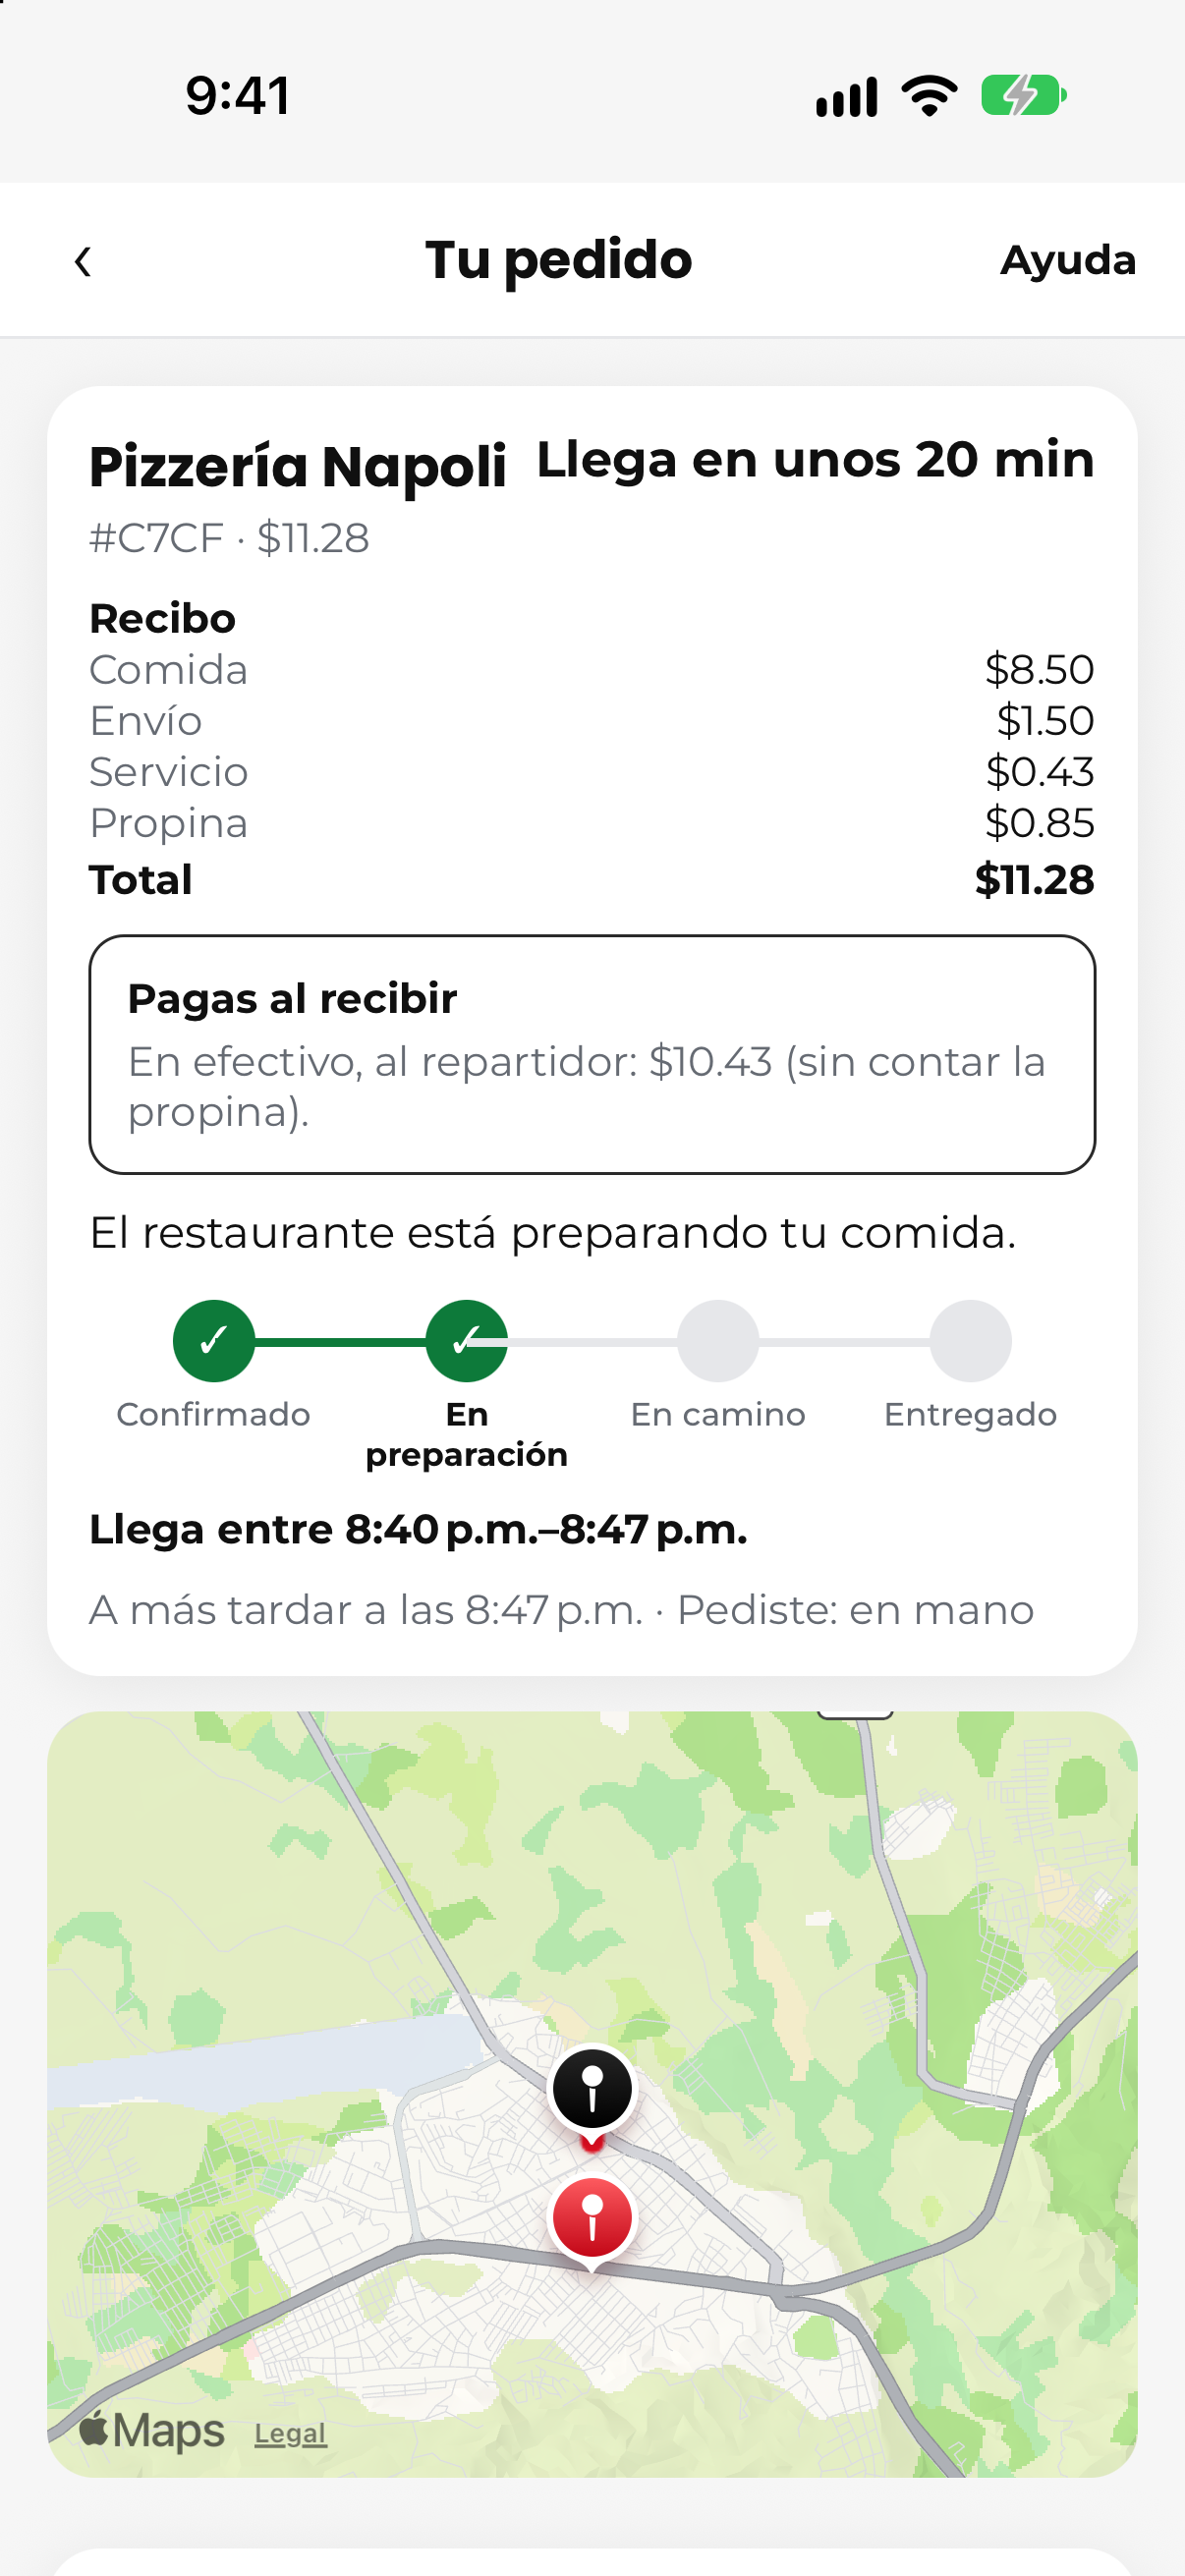 9:41
‹ Tu pedido Ayuda
Pizzería Napoli Llega en unos 20 min
#C7CF · $11.28
Recibo
Comida $8.50
Envío $1.50
Servicio $0.43
Propina $0.85
Total $11.28
Pagas al recibir
En efectivo, al repartidor: $10.43 (sin contar la
propina).
El restaurante está preparando tu comida.
Confirmado En preparación En camino Entregado
Llega entre 8:40 p.m.–8:47 p.m.
A más tardar a las 8:47 p.m. · Pediste: en mano
Maps Legal